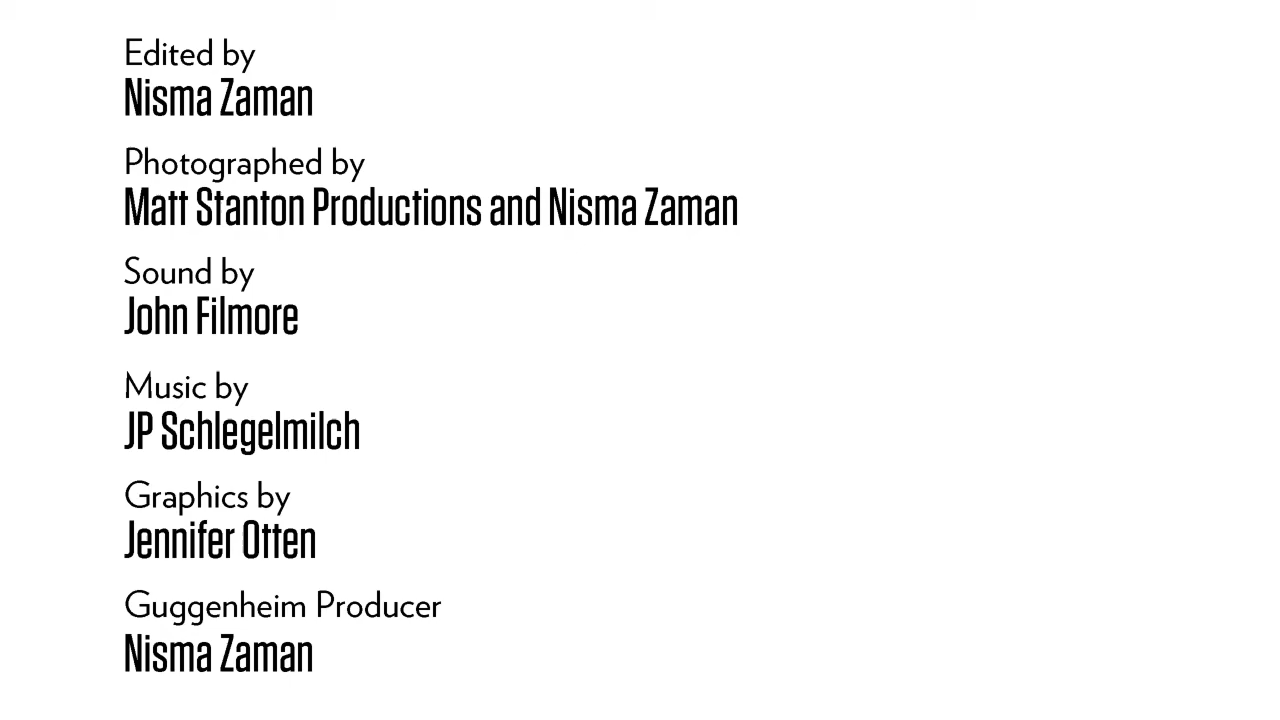 Edited by
Nisma Zaman
Photographed by
Matt Stanton Productions and Nisma Zaman
Sound by
John Filmore
Music by
JP Schlegelmilch
Graphics by
Jennifer Otten
Guggenheim Producer
Nisma Zaman